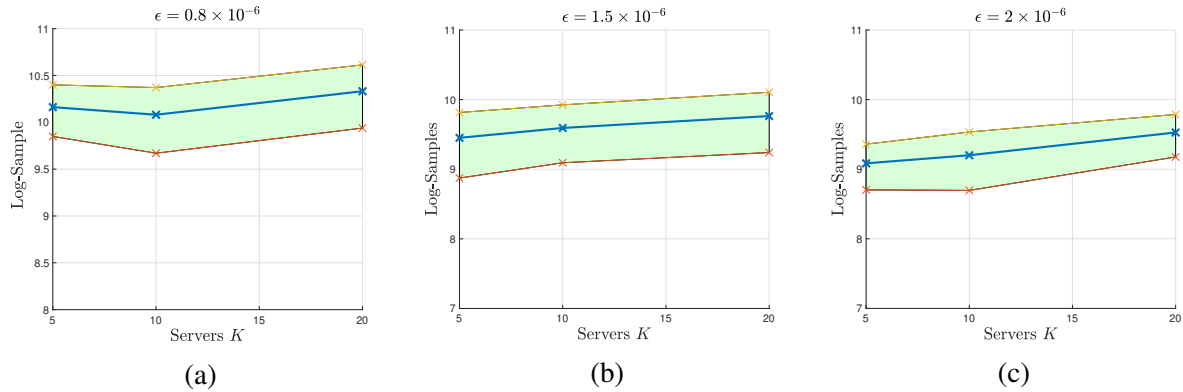 ϵ = 0.8 × 10⁻⁶
11
10.5
10
9.5
9
8.5
8
Log-Sample
5
10
15
20
Servers K
(a)
ϵ = 1.5 × 10⁻⁶
11
10
9
8
7
Log-Samples
5
10
15
20
Servers K
(b)
ϵ = 2 × 10⁻⁶
11
10
9
8
7
Log-Samples
5
10
15
20
Servers K
(c)